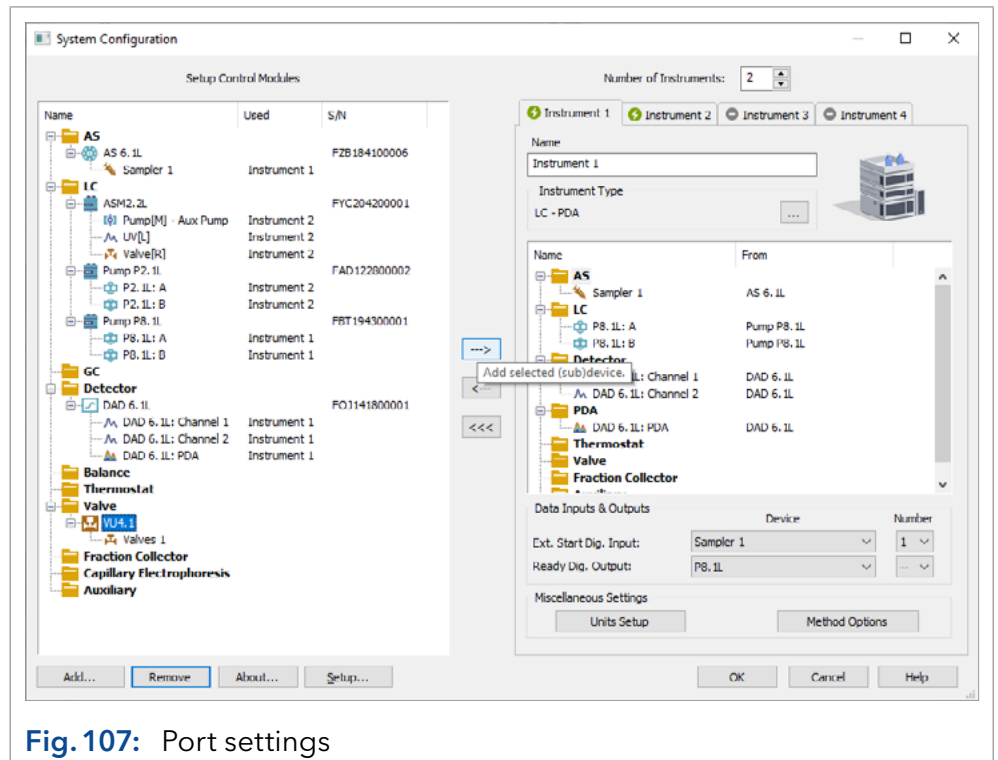 System Configuration
Setup Control Modules
Name Used S/N
AS
AS 6.1L FZB184100006
Sampler 1 Instrument 1
LC
ASM2.2L FYC204200001
Pump[M] - Aux Pump Instrument 2
UV[L] Instrument 2
Valve[R] Instrument 2
Pump P2.1L FAD122800002
P2.1L: A Instrument 2
P2.1L: B Instrument 2
Pump P8.1L FBT194300001
P8.1L: A Instrument 1
P8.1L: B Instrument 1
GC
Detector
DAD 6.1L FOJ141800001
DAD 6.1L: Channel 1 Instrument 1
DAD 6.1L: Channel 2 Instrument 1
DAD 6.1L: PDA Instrument 1
Balance
Thermostat
Valve
VU4.1
Valves 1
Fraction Collector
Capillary Electrophoresis
Auxiliary
Add... Remove About... Setup...
--->
Add selected (sub)device.
<---
<<<
Number of Instruments: 2
Instrument 1 Instrument 2 Instrument 3 Instrument 4
Name
Instrument 1
Instrument Type
LC - PDA ...
Name From
AS
Sampler 1 AS 6.1L
LC
P8.1L: A Pump P8.1L
P8.1L: B Pump P8.1L
Detector
1L: Channel 1 DAD 6.1L
DAD 6.1L: Channel 2 DAD 6.1L
PDA
DAD 6.1L: PDA DAD 6.1L
Thermostat
Valve
Fraction Collector
Data Inputs & Outputs
Device Number
Ext. Start Dig. Input: Sampler 1 1
Ready Dig. Output: P8.1L ---
Miscellaneous Settings
Units Setup Method Options
OK Cancel Help
Fig. 107: Port settings